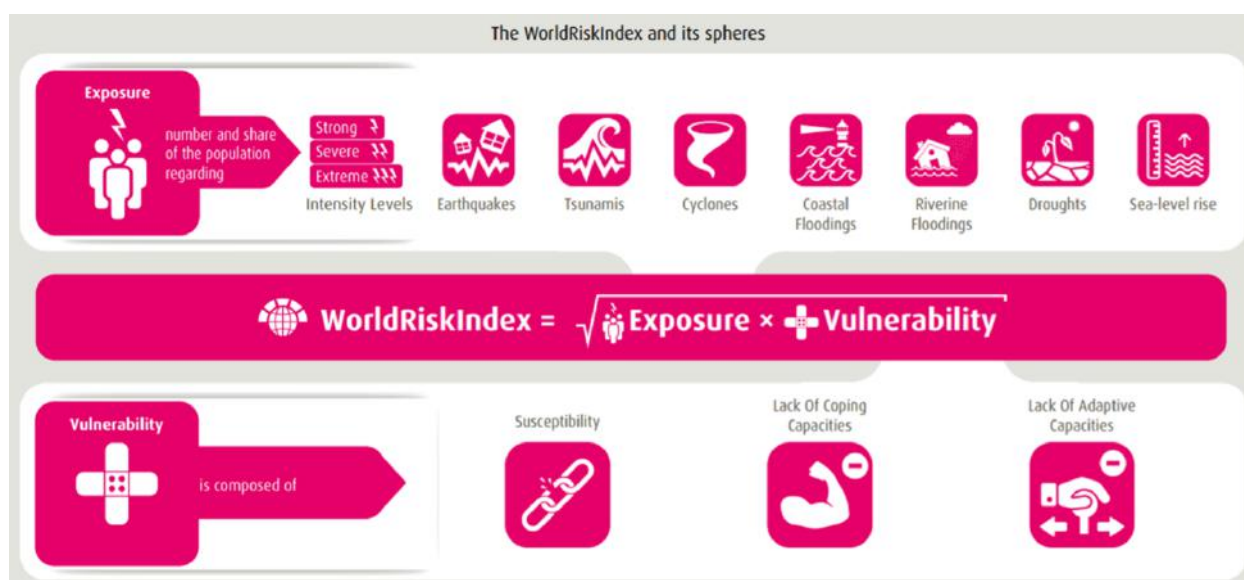 The WorldRiskIndex and its spheres
Exposure
number and share
of the population
regarding
Strong
Severe
Extreme
Intensity Levels
Earthquakes
Tsunamis
Cyclones
Coastal
Floodings
Riverine
Floodings
Droughts
Sea-level rise
WorldRiskIndex = √ Exposure × Vulnerability
Vulnerability
is composed of
Susceptibility
Lack Of Coping
Capacities
Lack Of Adaptive
Capacities